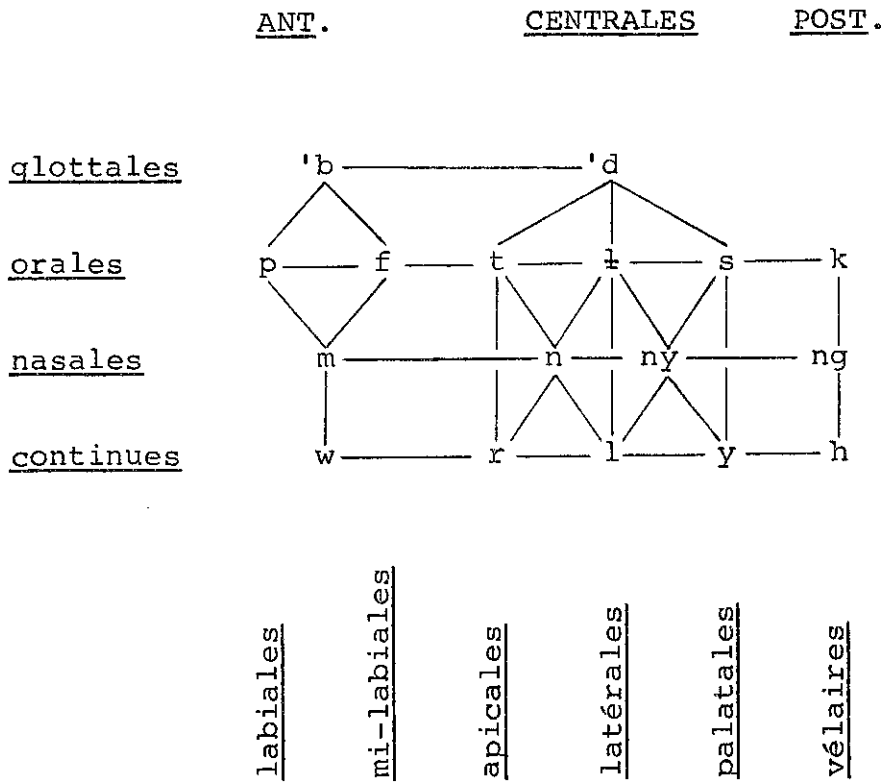 ANT. CENTRALES POST.
glottales 'b 'd
orales p f t ɫ s k
nasales m n ny ng
continues w r l y h
labiales
mi-labiales
apicales
latérales
palatales
vélaires